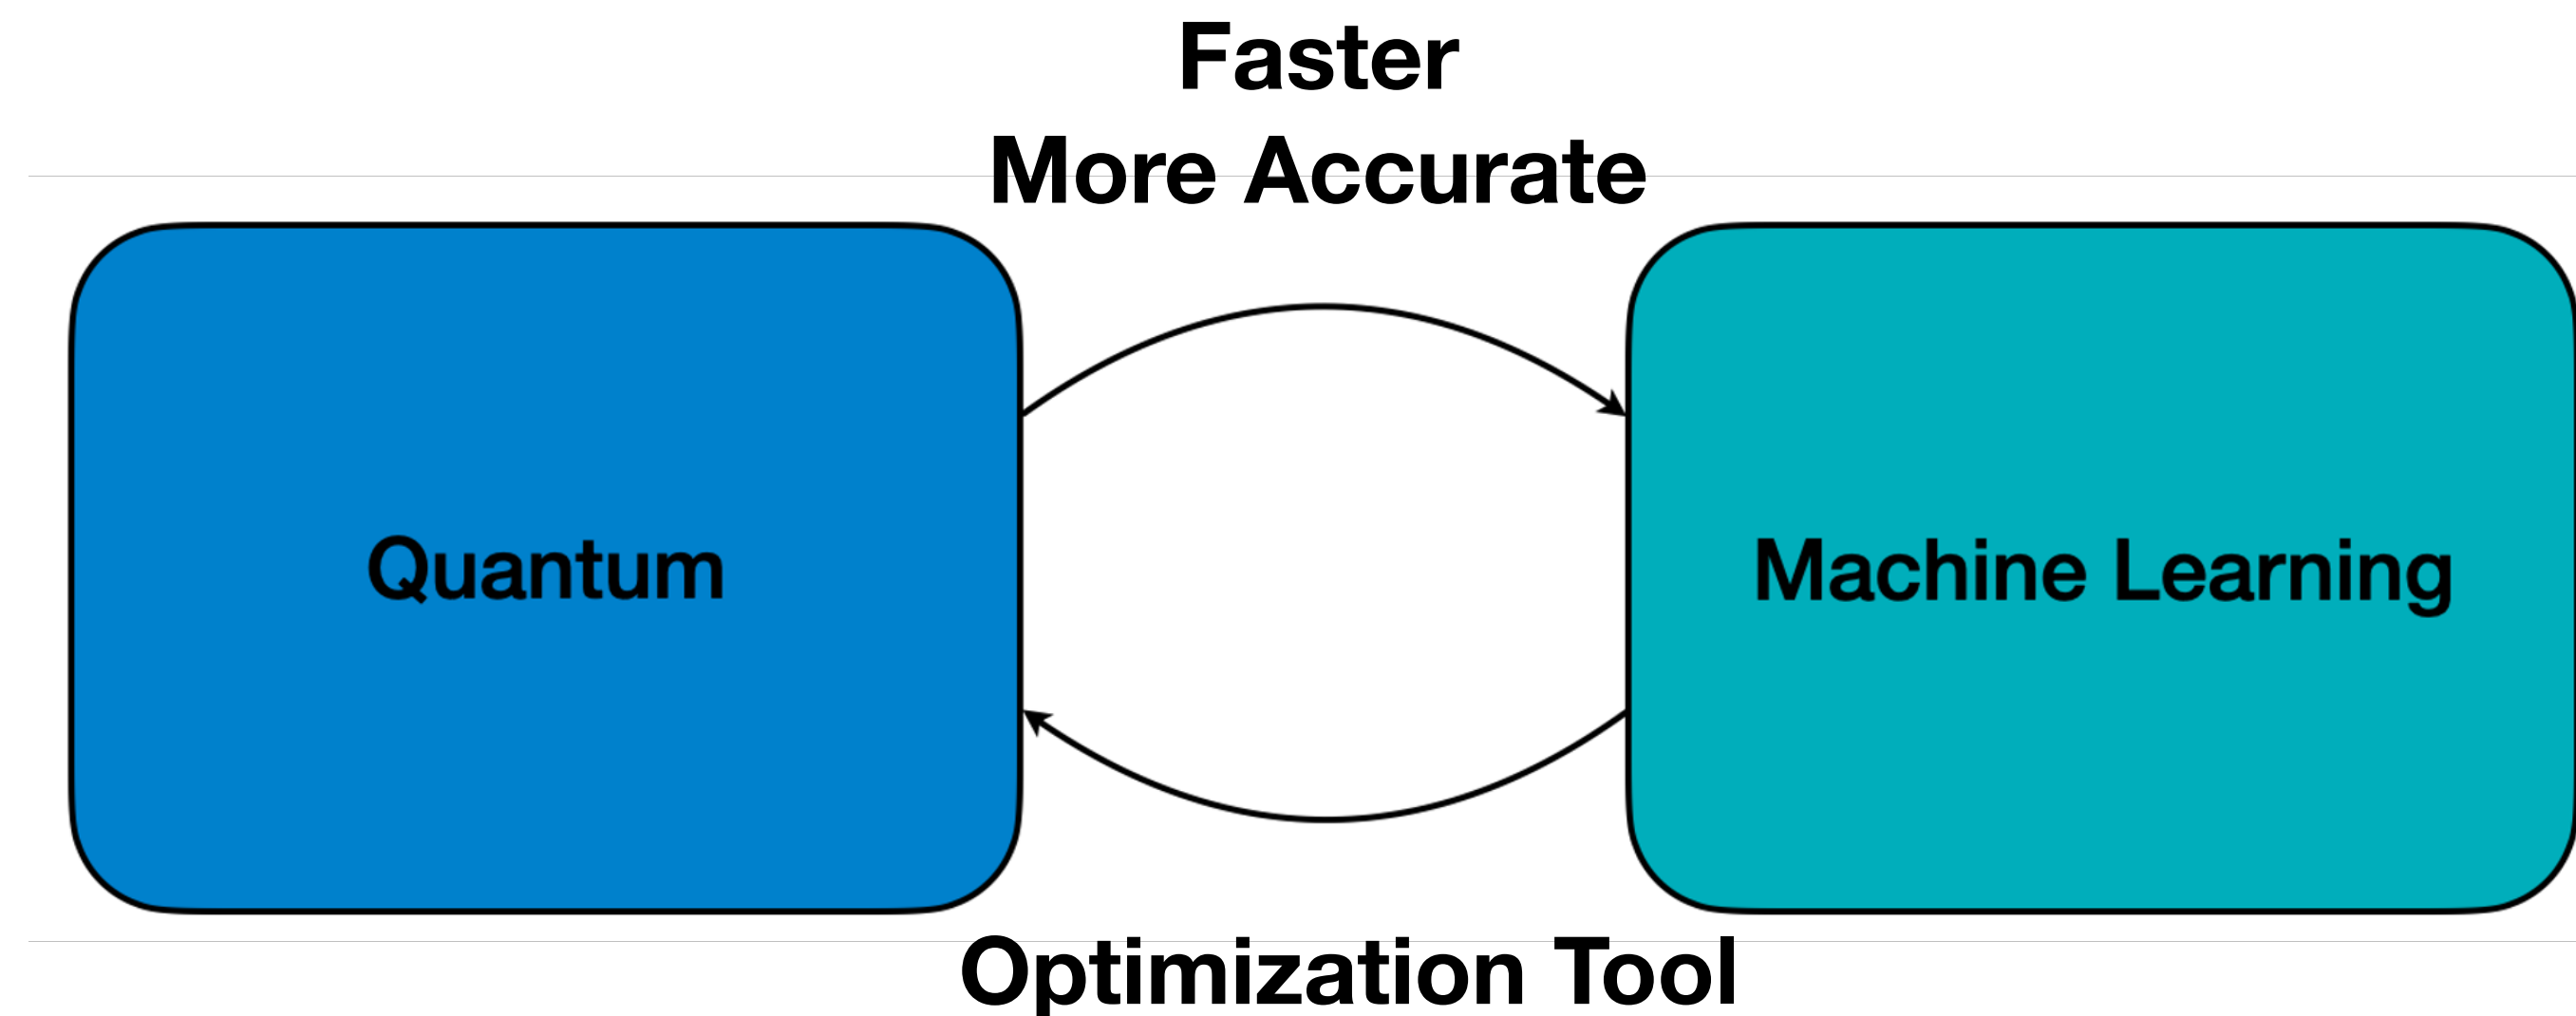 Faster
More Accurate
Quantum
Machine Learning
Optimization Tool